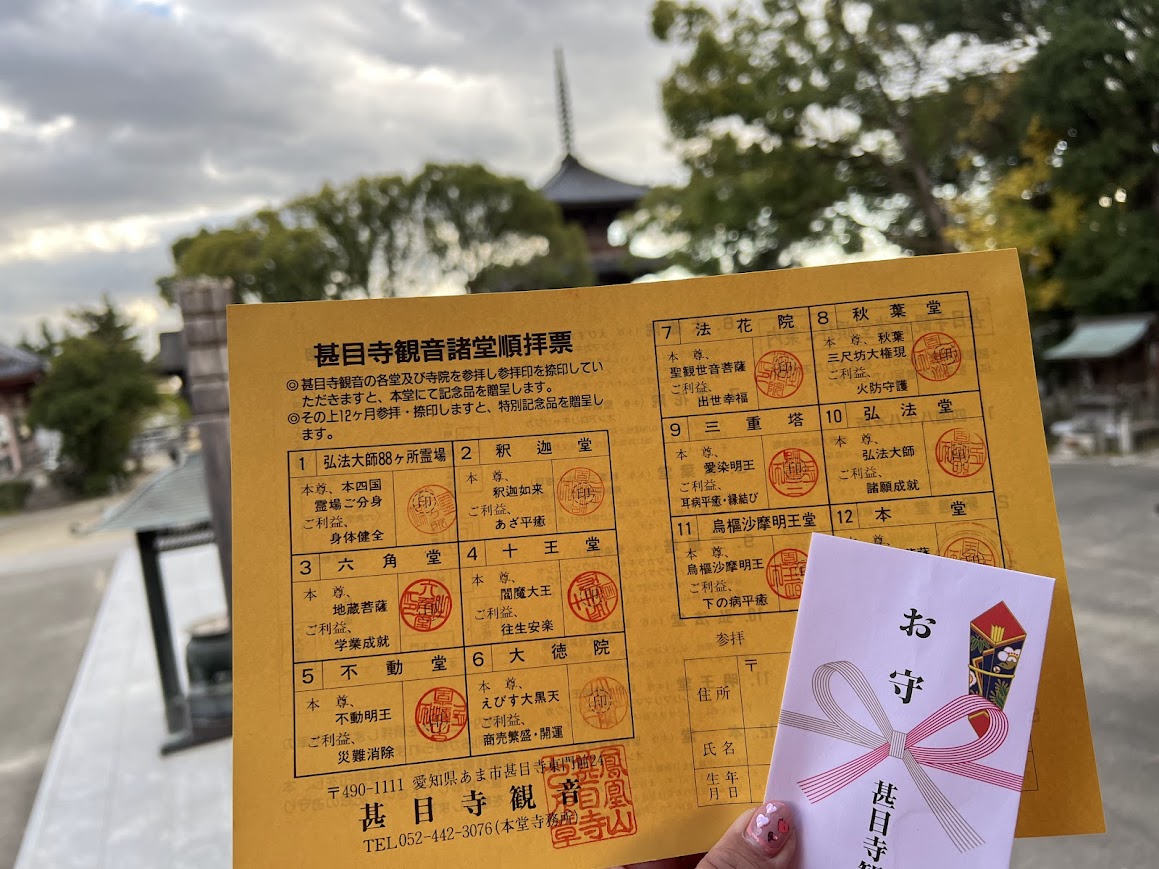 甚目寺観音諸堂順拝票
◎甚目寺観音の各堂及び寺院を参拝し参拝印を捺印してい
ただきますと、本堂にて記念品を贈呈します。
◎その上12ヶ月参拝・捺印しますと、特別記念品を贈呈し
ます。
1 弘法大師88ヶ所霊場
本尊、本四国
霊場ご分身
ご利益、
身体健全
2 釈迦堂
本尊、
釈迦如来
ご利益、
あざ平癒
3 六角堂
本尊、
地蔵菩薩
ご利益、
学業成就
4 十王堂
本尊、
閻魔大王
ご利益、
往生安楽
5 不動堂
本尊、
不動明王
ご利益、
災難消除
6 大徳院
本尊、
えびす大黒天
ご利益、
商売繁盛・開運
〒490-1111 愛知県あま市甚目寺東門前24
甚目寺観音
TEL052-442-3076(本堂寺務所)
鳳凰山
甚目寺
7 法花院
本尊、
聖観世音菩薩
ご利益、
出世幸福
8 秋葉堂
本尊、秋葉
三尺坊大権現
ご利益、
火防守護
9 三重塔
本尊、
愛染明王
ご利益、
耳病平癒・縁結び
10 弘法堂
本尊、
弘法大師
ご利益、
諸願成就
11 烏樞沙摩明王堂
本尊、
烏樞沙摩明王
ご利益、
下の病平癒
12 本堂
参拝
住所
〒
氏名
生年
月日
お守
甚目寺観